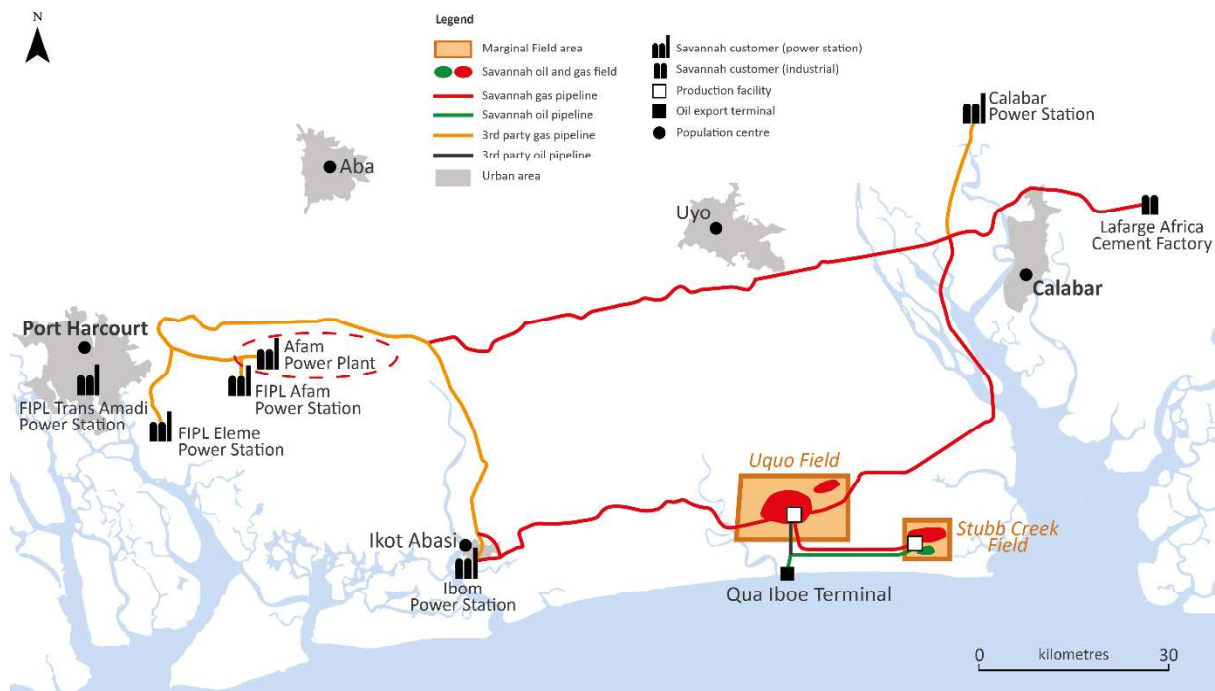 N
Legend
Marginal Field area
Savannah oil and gas field
Savannah gas pipeline
Savannah oil pipeline
3rd party gas pipeline
3rd party oil pipeline
Urban area
Savannah customer (power station)
Savannah customer (industrial)
Production facility
Oil export terminal
Population centre
Calabar
Power Station
Aba
Uyo
Lafarge Africa
Cement Factory
Calabar
Port Harcourt
Afam
Power Plant
FIPL Trans Amadi
Power Station
FIPL Afam
Power Station
FIPL Eleme
Power Station
Uquo Field
Stubb Creek
Field
Ikot Abasi
Ibom
Power Station
Qua Iboe Terminal
0 kilometres 30